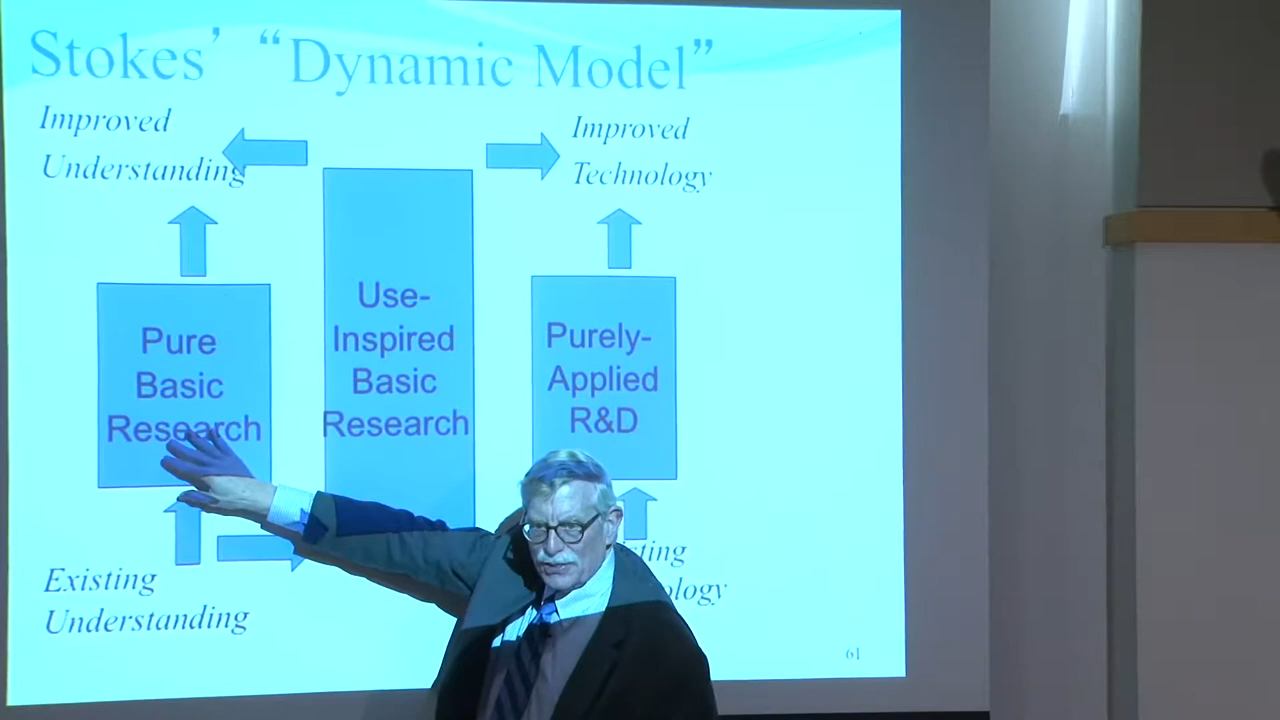 Stokes’ “Dynamic Model”
Improved
Understanding
Improved
Technology
Pure
Basic
Research
Use-
Inspired
Basic
Research
Purely-
Applied
R&D
Existing
Understanding
61